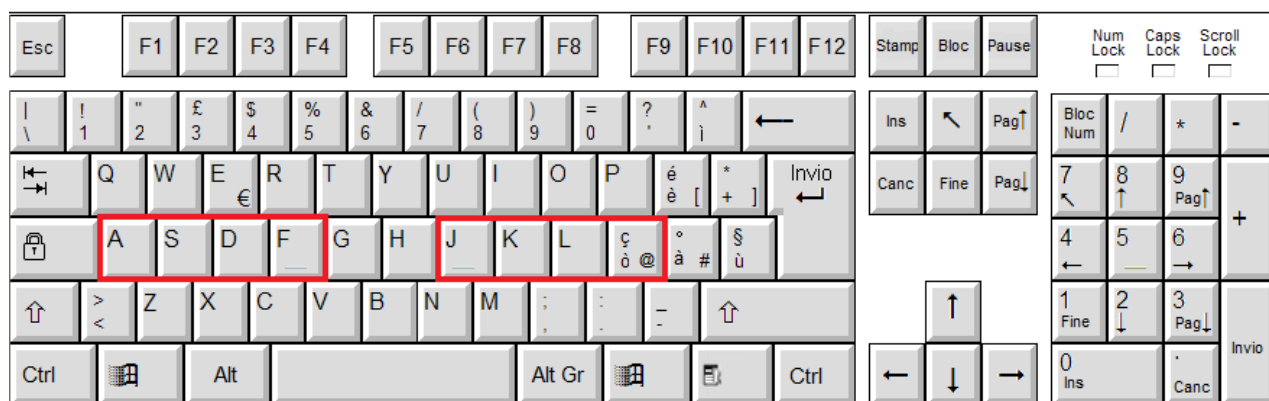 Esc F1 F2 F3 F4 F5 F6 F7 F8 F9 F10 F11 F12 Stamp Bloc Pause Num Lock Caps Lock Scroll Lock
| \ ! 1 " 2 £ 3 $ 4 % 5 & 6 / 7 ( 8 ) 9 = 0 ? ' ^ ì ← Ins ↖ Pag↑ Bloc Num / * -
Q W E € R T Y U I O P é è [ * + ] Invio Canc Fine Pag↓ 7 ↖ 8 ↑ 9 Pag↑ +
A S D F G H J K L ç ò @ ° à # § ù 4 ← 5 6 →
⇧ > < Z X C V B N M ; , : . _ - ⇧ ↑ 1 Fine 2 ↓ 3 Pag↓ Invio
Ctrl Alt Alt Gr Ctrl ← ↓ → 0 Ins . Canc